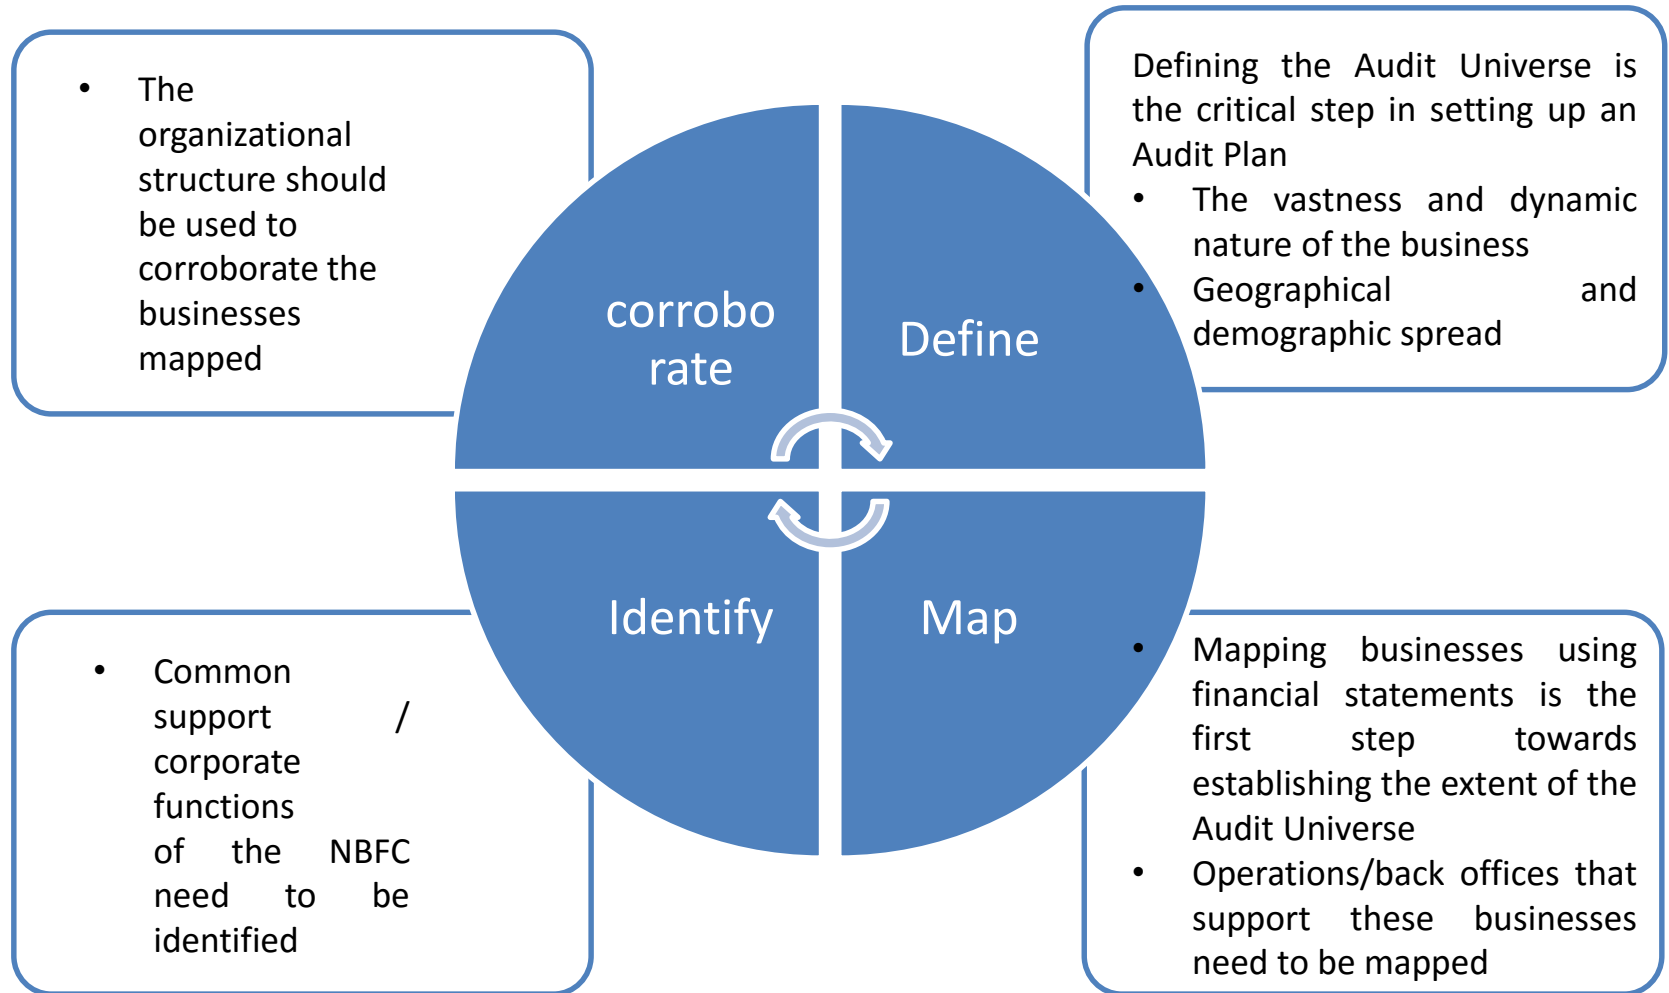 • The
organizational
structure should
be used to
corroborate the
businesses
mapped
Defining the Audit Universe is
the critical step in setting up an
Audit Plan
• The vastness and dynamic
nature of the business
• Geographical and
demographic spread
corrobo
rate
Define
Identify
Map
• Common
support /
corporate
functions
of the NBFC
need to be
identified
• Mapping businesses using
financial statements is the
first step towards
establishing the extent of the
Audit Universe
• Operations/back offices that
support these businesses
need to be mapped